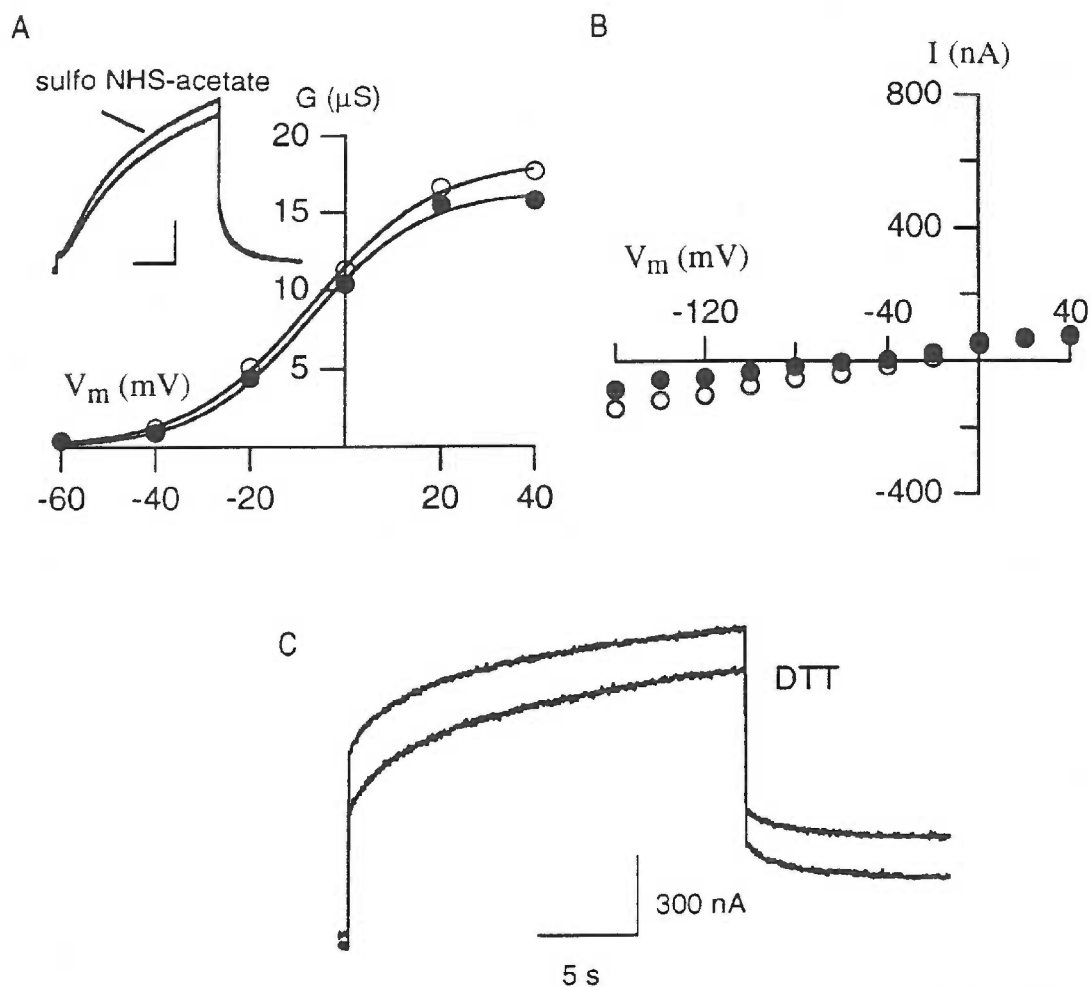 A
sulfo NHS-acetate
G (μS)
20
15
10
5
V_m (mV)
-60
-40
-20
20
40
B
I (nA)
800
400
V_m (mV)
-120
-40
40
-400
C
DTT
300 nA
5 s